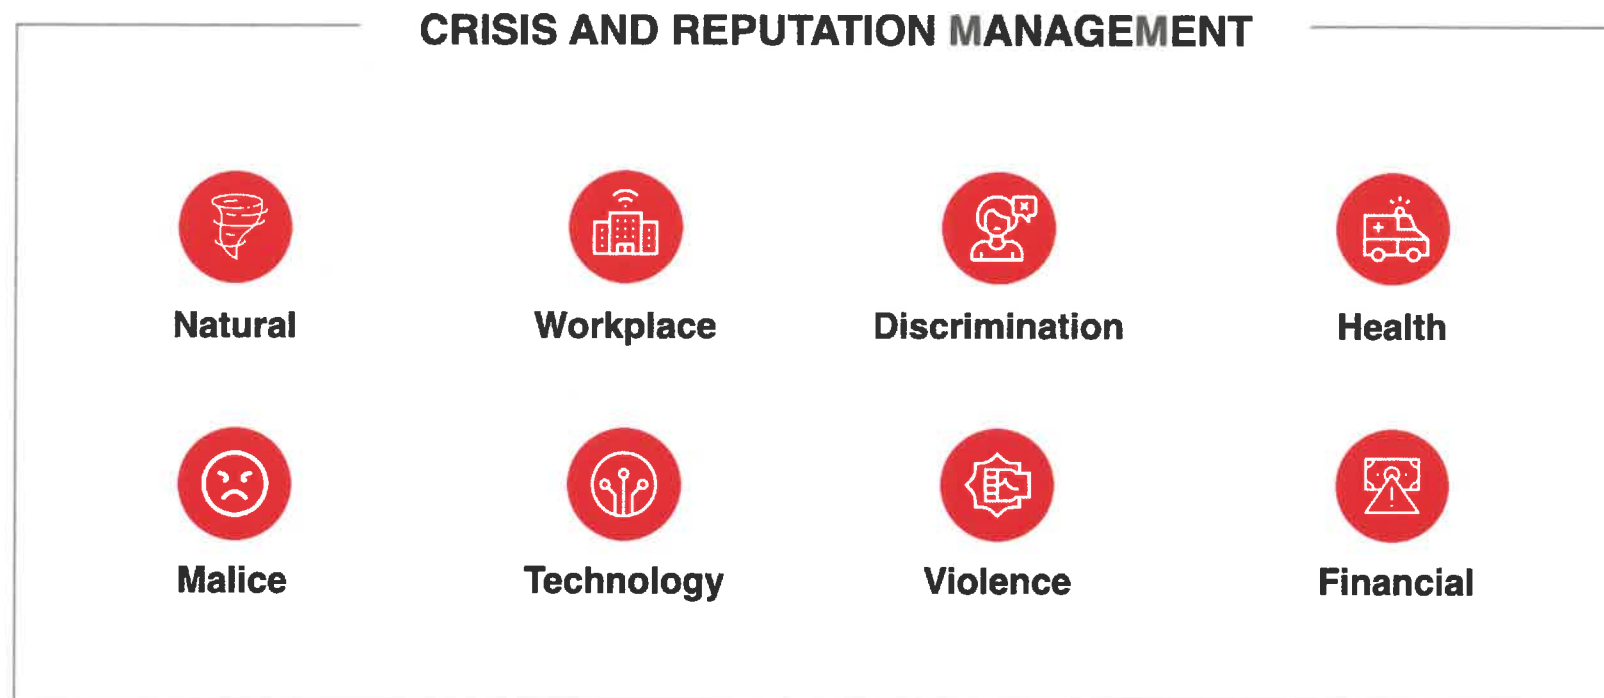 CRISIS AND REPUTATION MANAGEMENT
Natural
Workplace
Discrimination
Health
Malice
Technology
Violence
Financial